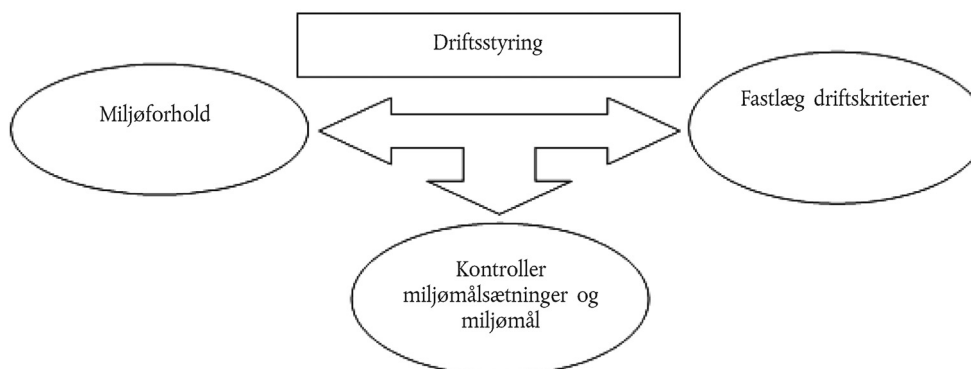 Driftsstyring
Miljøforhold
Fastlæg driftskriterier
Kontroller
miljømålsætninger og
miljømål